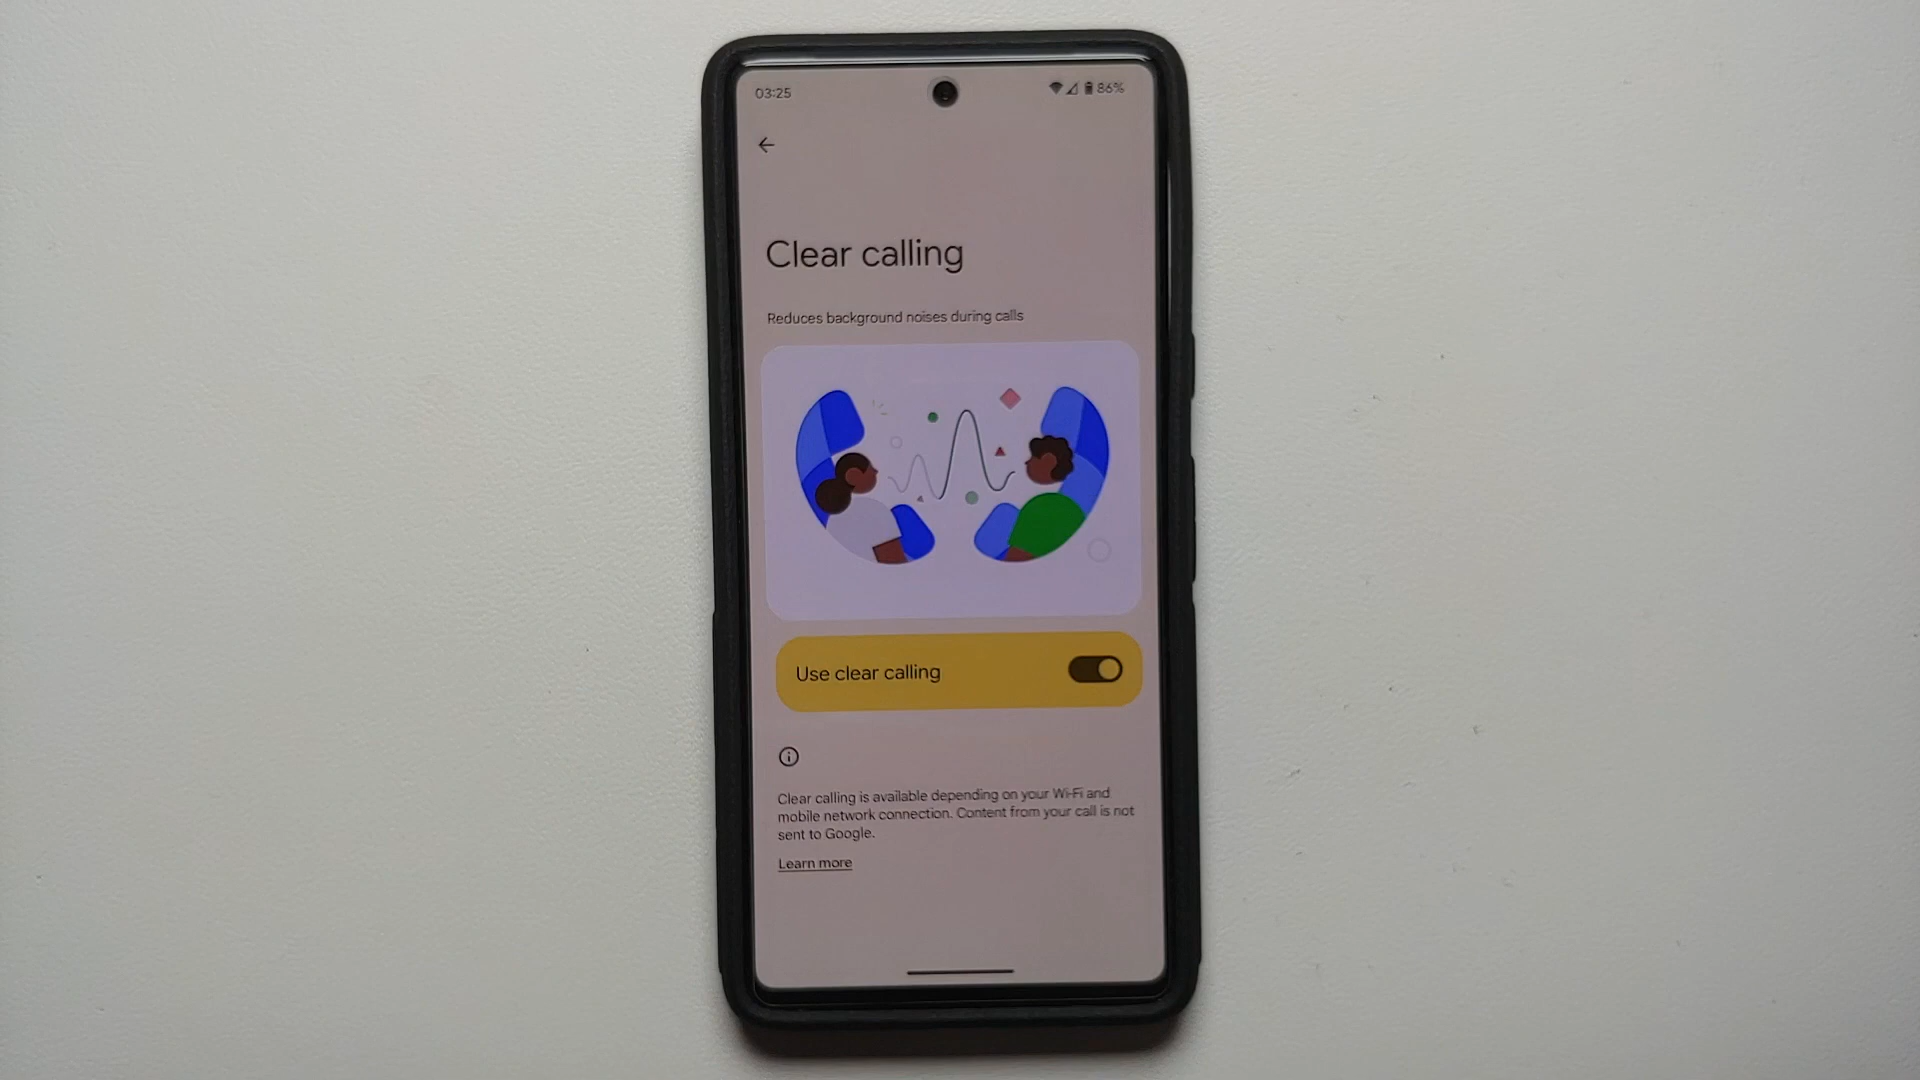 03:25
86%
Clear calling
Reduces background noises during calls
Use clear calling
Clear calling is available depending on your Wi-Fi and
mobile network connection. Content from your call is not
sent to Google.
Learn more